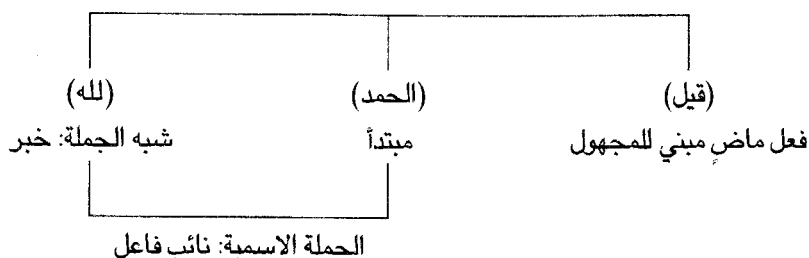 (قيل) (الحمد) (لله)
فعل ماضٍ مبني للمجهول مبتدأ شبه الجملة: خبر
الجملة الاسمية: نائب فاعل